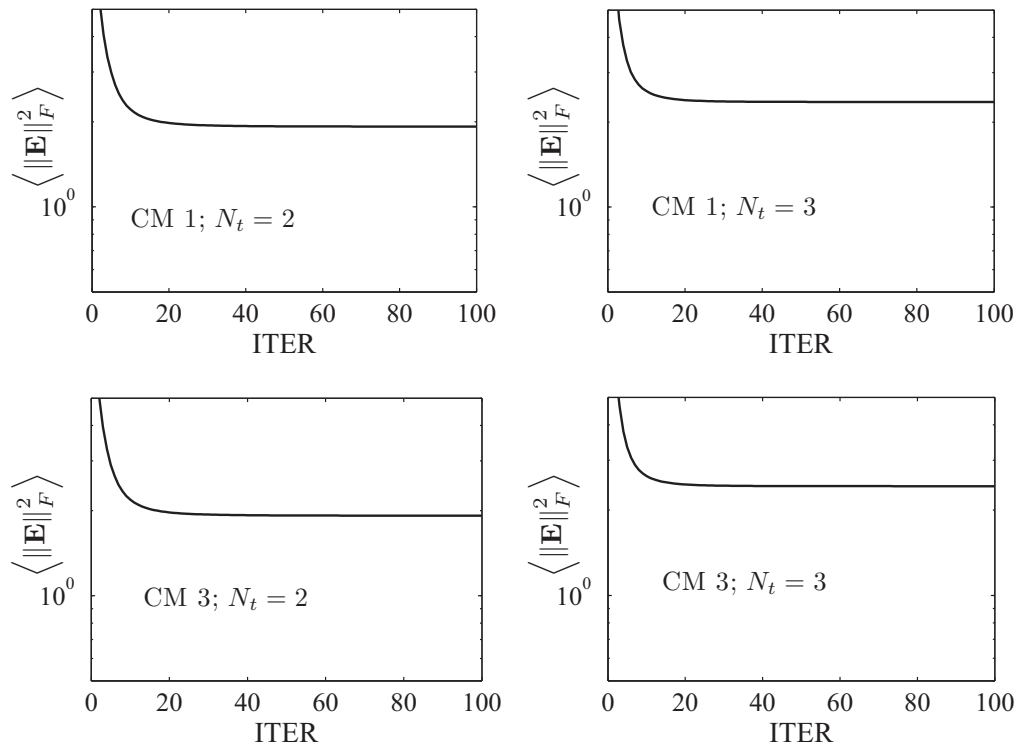 ⟨‖E‖²_F⟩
10⁰
CM 1; N_t = 2
0 20 40 60 80 100
ITER
⟨‖E‖²_F⟩
10⁰
CM 1; N_t = 3
0 20 40 60 80 100
ITER
⟨‖E‖²_F⟩
10⁰
CM 3; N_t = 2
0 20 40 60 80 100
ITER
⟨‖E‖²_F⟩
10⁰
CM 3; N_t = 3
0 20 40 60 80 100
ITER